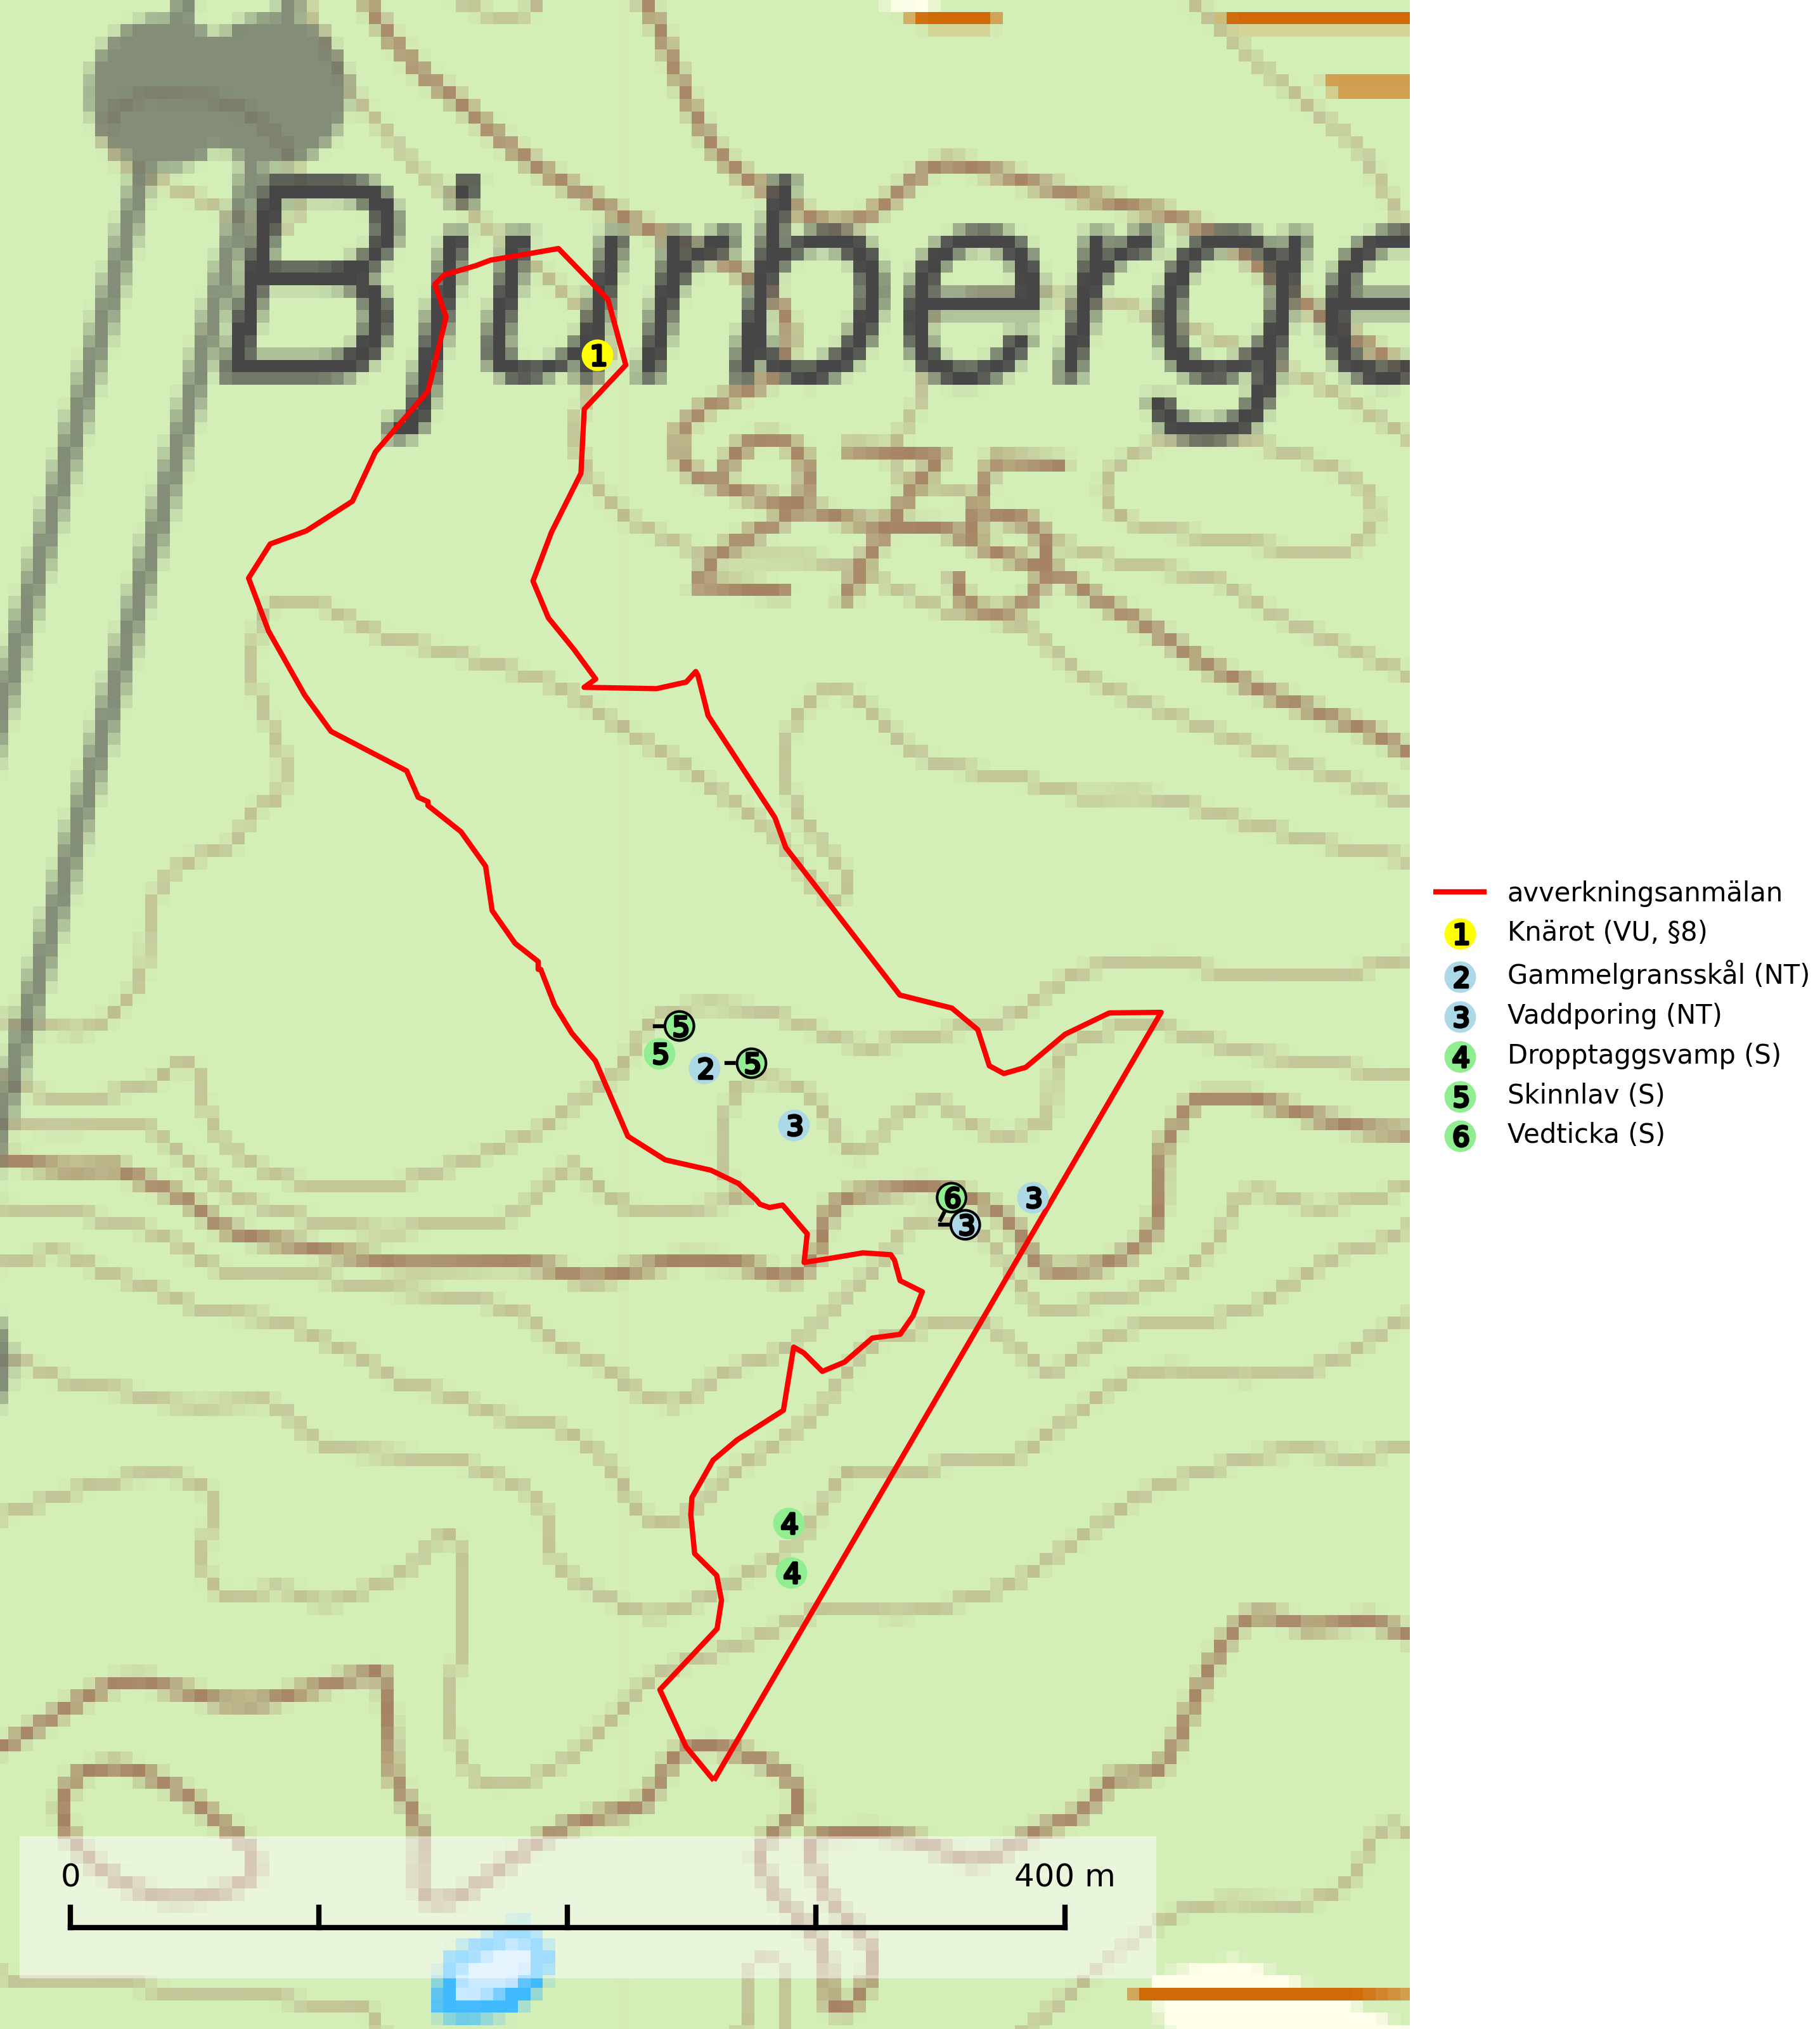 Bjurberge
1
275
5
5
5
2
3
6
3
3
4
4
0 400 m
avverkningsanmälan
1 Knärot (VU, §8)
2 Gammelgransskål (NT)
3 Vaddporing (NT)
4 Dropptaggsvamp (S)
5 Skinnlav (S)
6 Vedticka (S)